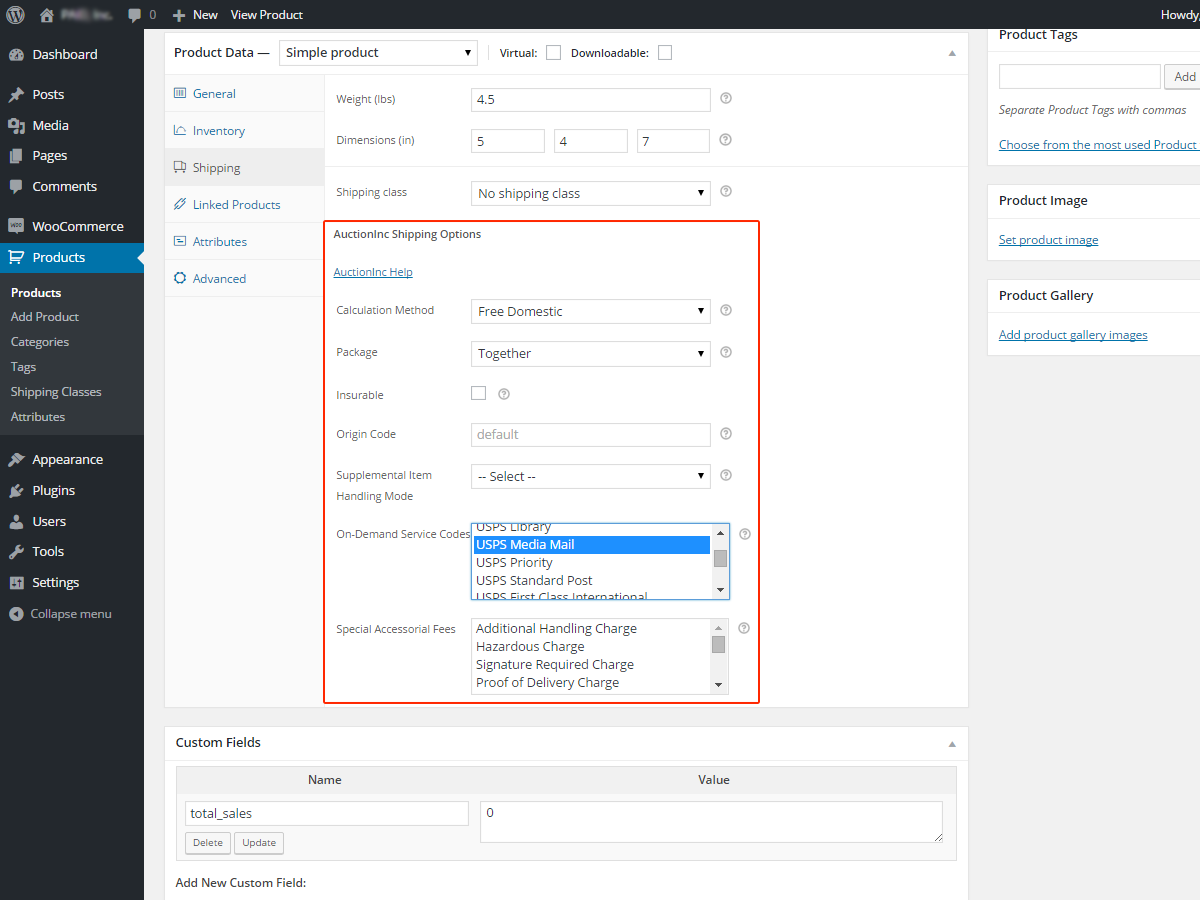 0
New
View Product
Howdy,
Dashboard
Posts
Media
Pages
Comments
WooCommerce
Products
Products
Add Product
Categories
Tags
Shipping Classes
Attributes
Appearance
Plugins
Users
Tools
Settings
Collapse menu
Product Data —
Simple product
Virtual:
Downloadable:
General
Inventory
Shipping
Linked Products
Attributes
Advanced
Weight (lbs)
4.5
Dimensions (in)
5
4
7
Shipping class
No shipping class
AuctionInc Shipping Options
AuctionInc Help
Calculation Method
Free Domestic
Package
Together
Insurable
Origin Code
default
Supplemental Item
Handling Mode
-- Select --
On-Demand Service Codes
USPS Library
USPS Media Mail
USPS Priority
USPS Standard Post
USPS First Class International
Special Accessorial Fees
Additional Handling Charge
Hazardous Charge
Signature Required Charge
Proof of Delivery Charge
Custom Fields
Name
Value
total_sales
0
Delete
Update
Add New Custom Field:
Product Tags
Add
Separate Product Tags with commas
Choose from the most used Product
Product Image
Set product image
Product Gallery
Add product gallery images